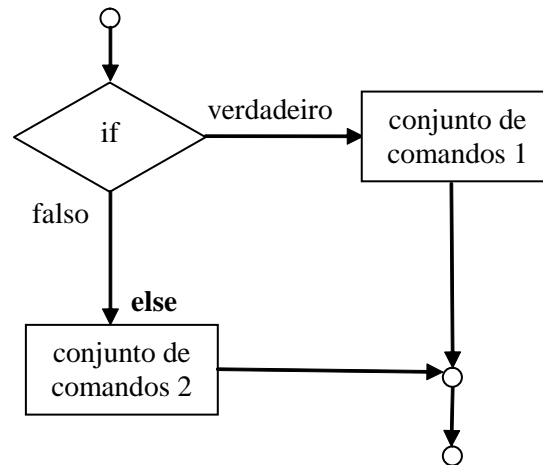 if
verdadeiro
conjunto de
comandos 1
falso
else
conjunto de
comandos 2